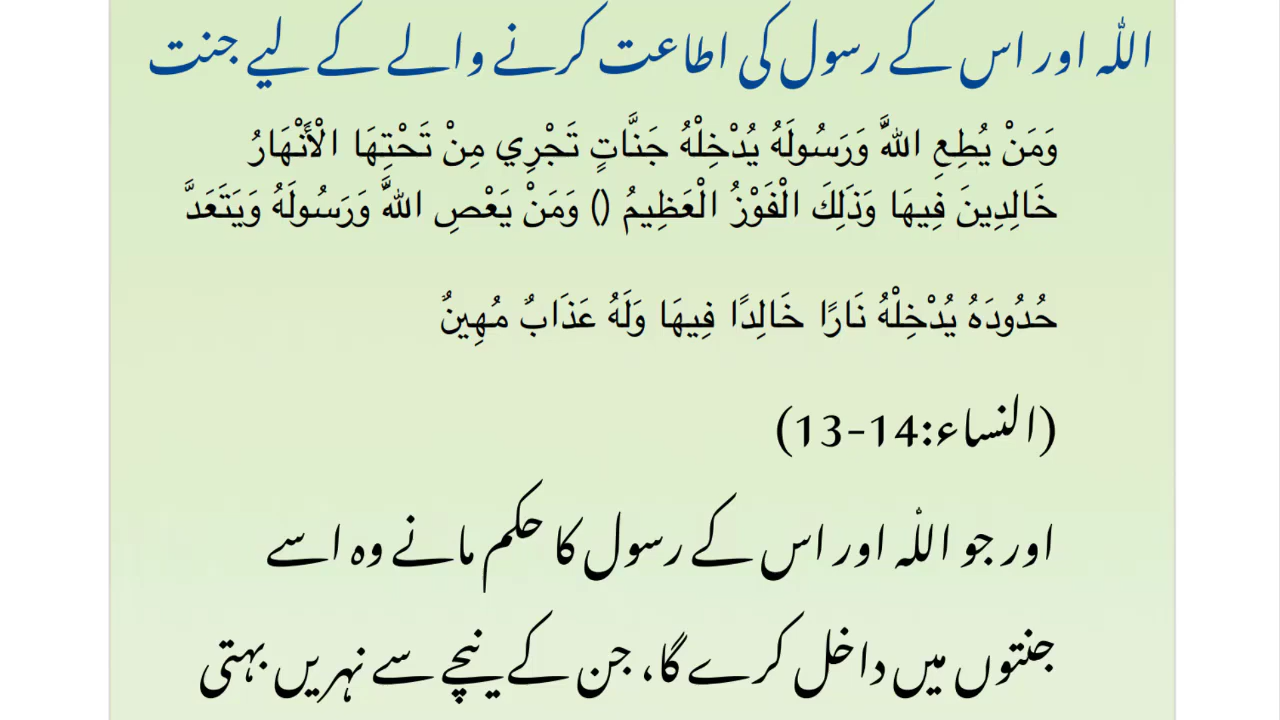 اللہ اور اس کے رسول کی اطاعت کرنے والے کے لیے جنت
وَمَنْ يُطِعِ اللَّهَ وَرَسُولَهُ يُدْخِلْهُ جَنَّاتٍ تَجْرِي مِنْ تَحْتِهَا الْأَنْهَارُ
خَالِدِينَ فِيهَا وَذَلِكَ الْفَوْزُ الْعَظِيمُ () وَمَنْ يَعْصِ اللَّهَ وَرَسُولَهُ وَيَتَعَدَّ
حُدُودَهُ يُدْخِلْهُ نَارًا خَالِدًا فِيهَا وَلَهُ عَذَابٌ مُهِينٌ
(النساء:14-13)
اور جو اللہ اور اس کے رسول کا حکم مانے وہ اسے
جنتوں میں داخل کرے گا، جن کے نیچے سے نہریں بہتی